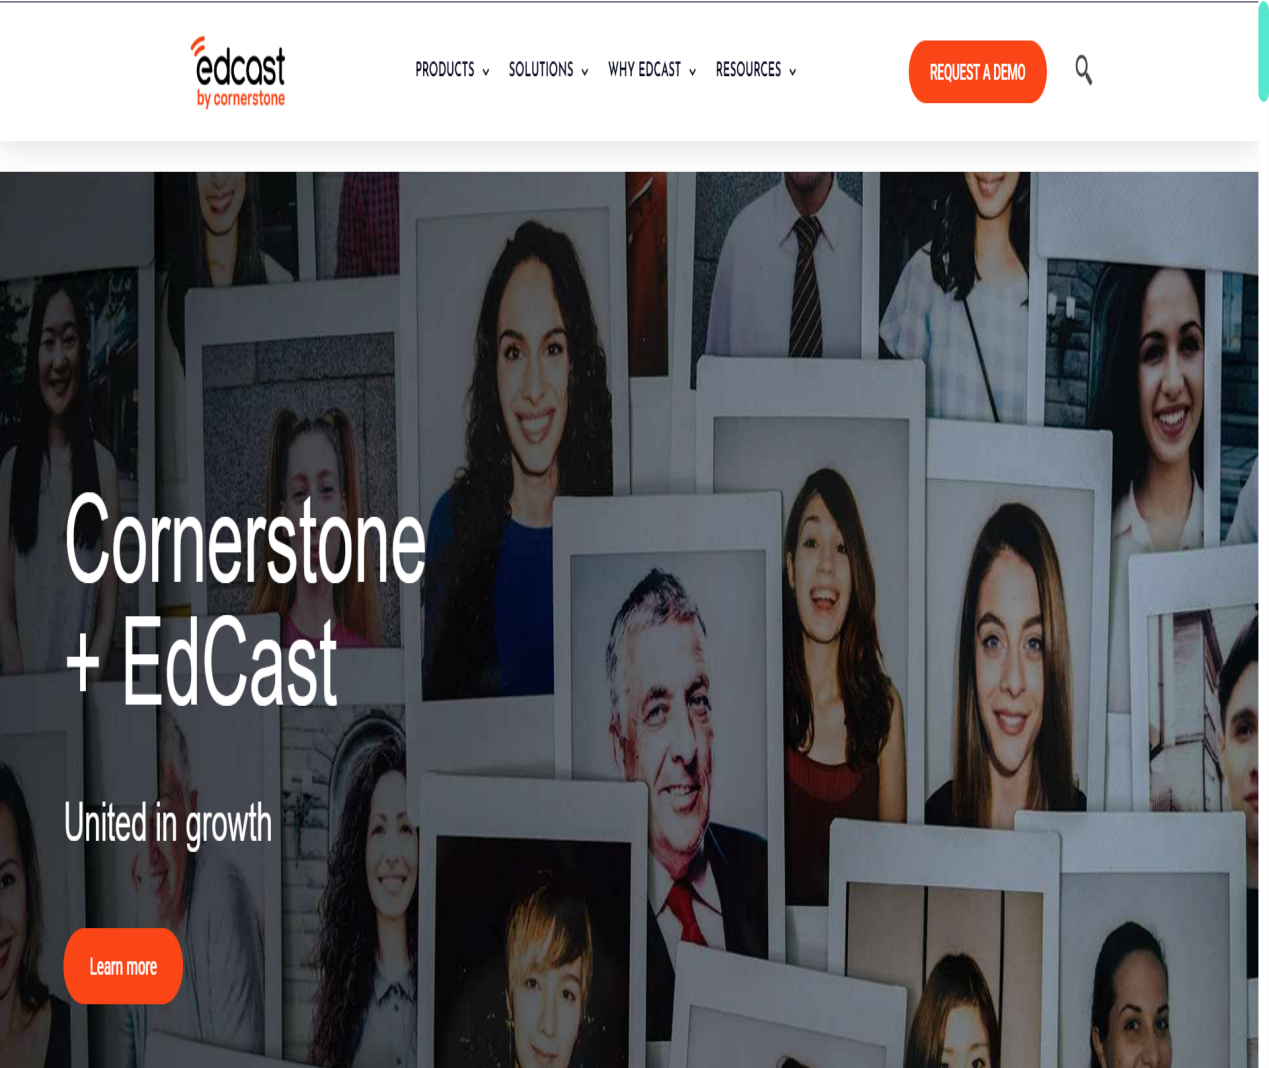 edcast
by cornerstone
PRODUCTS
SOLUTIONS
WHY EDCAST
RESOURCES
REQUEST A DEMO
Cornerstone
+ EdCast
United in growth
Learn more